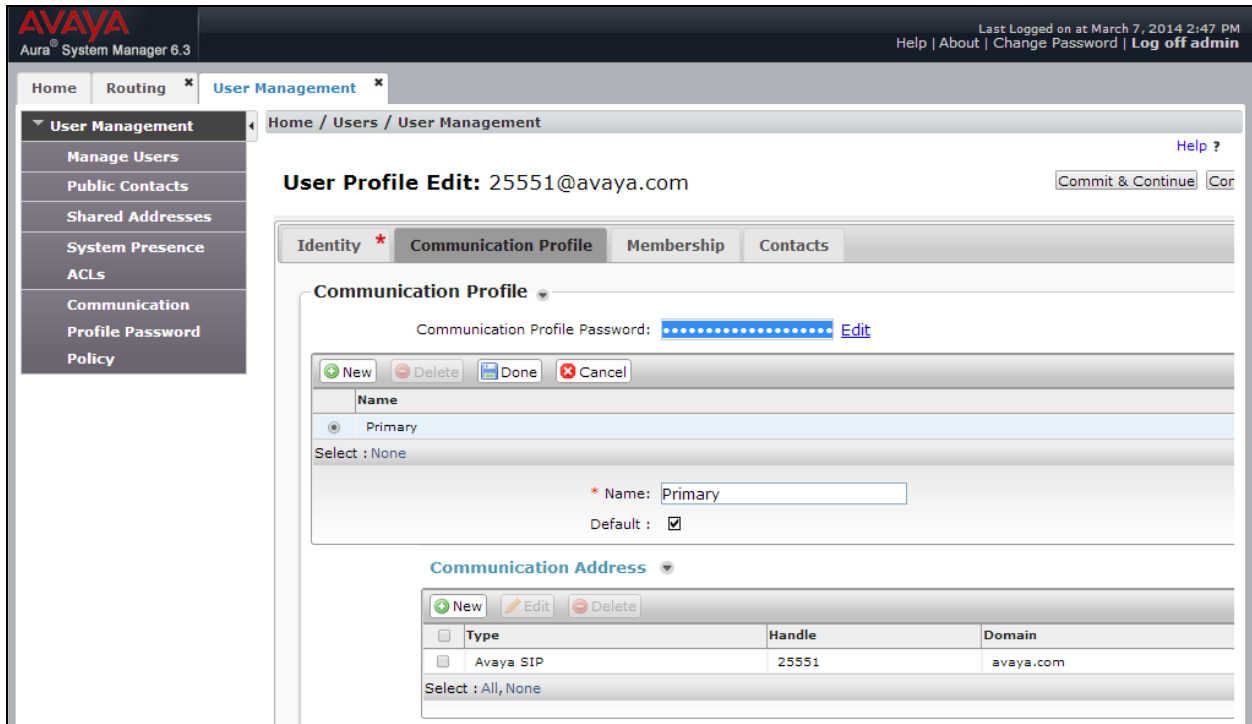 AVAYA
Aura® System Manager 6.3
Last Logged on at March 7, 2014 2:47 PM
Help | About | Change Password | Log off admin
Home Routing × User Management ×
User Management
Manage Users
Public Contacts
Shared Addresses
System Presence
ACLs
Communication
Profile Password
Policy
Home / Users / User Management
Help ?
User Profile Edit: 25551@avaya.com
Commit & Continue Cor
Identity * Communication Profile Membership Contacts
Communication Profile
Communication Profile Password: •••••••••••••••••••• Edit
New Delete Done Cancel
Name
Primary
Select : None
* Name: Primary
Default :
Communication Address
New Edit Delete
Type Handle Domain
Avaya SIP 25551 avaya.com
Select : All, None